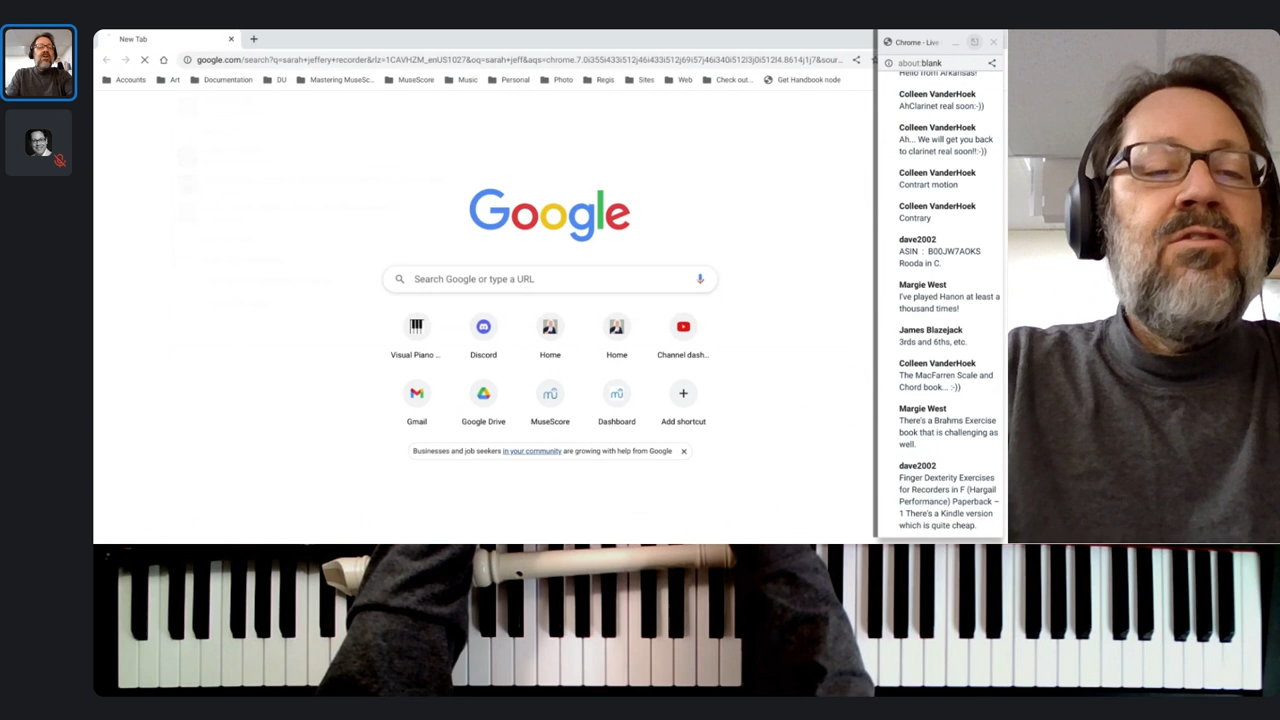 New Tab
google.com/search?q=sarah+jeffery+recorder&rlz=1CAVHZM_enUS1027&oq=sarah+jeff&aqs=chrome.7.0i355i433i512j46i433i512j69i57j46i340i512l3j0i512l4.8614j1j7&sour...
Accounts Art Documentation DU Mastering MuseSc... MuseScore Music Personal Photo Regis Sites Web Check out... Get Handbook node
Google
Search Google or type a URL
Visual Piano ... Discord Home Home Channel dash...
Gmail Google Drive MuseScore Dashboard Add shortcut
Businesses and job seekers in your community are growing with help from Google
Chrome - Live
about:blank
Hello from Arkansas!
Colleen VanderHoek
AhClarinet real soon:-))
Colleen VanderHoek
Ah... We will get you back
to clarinet real soon!!:-))
Colleen VanderHoek
Contrart motion
Colleen VanderHoek
Contrary
dave2002
ASIN : B00JW7AOKS
Rooda in C.
Margie West
I've played Hanon at least a
thousand times!
James Blazejack
3rds and 6ths, etc.
Colleen VanderHoek
The MacFarren Scale and
Chord book... :-))
Margie West
There's a Brahms Exercise
book that is challenging as
well.
dave2002
Finger Dexterity Exercises
for Recorders in F (Hargail
Performance) Paperback –
1 There's a Kindle version
which is quite cheap.